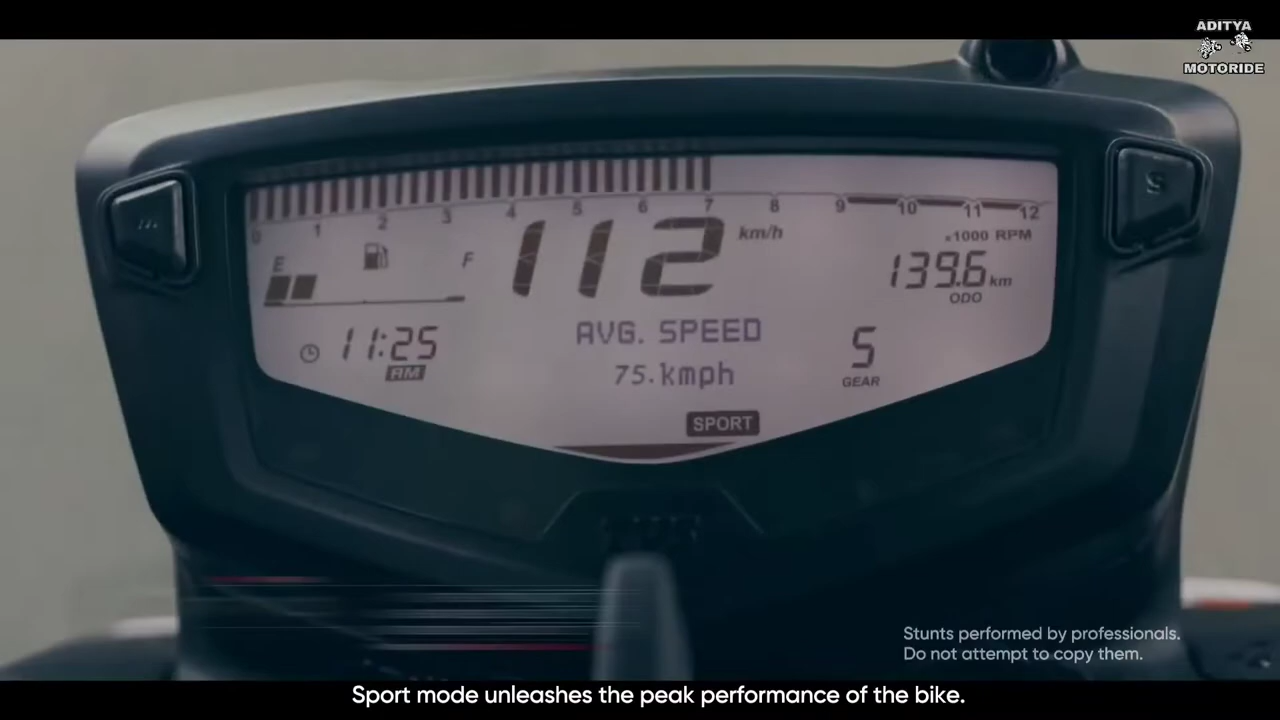 ADITYA
MOTORIDE
0 1 2 3 4 5 6 7 8 9 10 11 12
x1000 RPM
E F
112 km/h
139.6 km
ODO
11:25
AM
AVG. SPEED
75.kmph
5
GEAR
SPORT
S
Stunts performed by professionals.
Do not attempt to copy them.
Sport mode unleashes the peak performance of the bike.